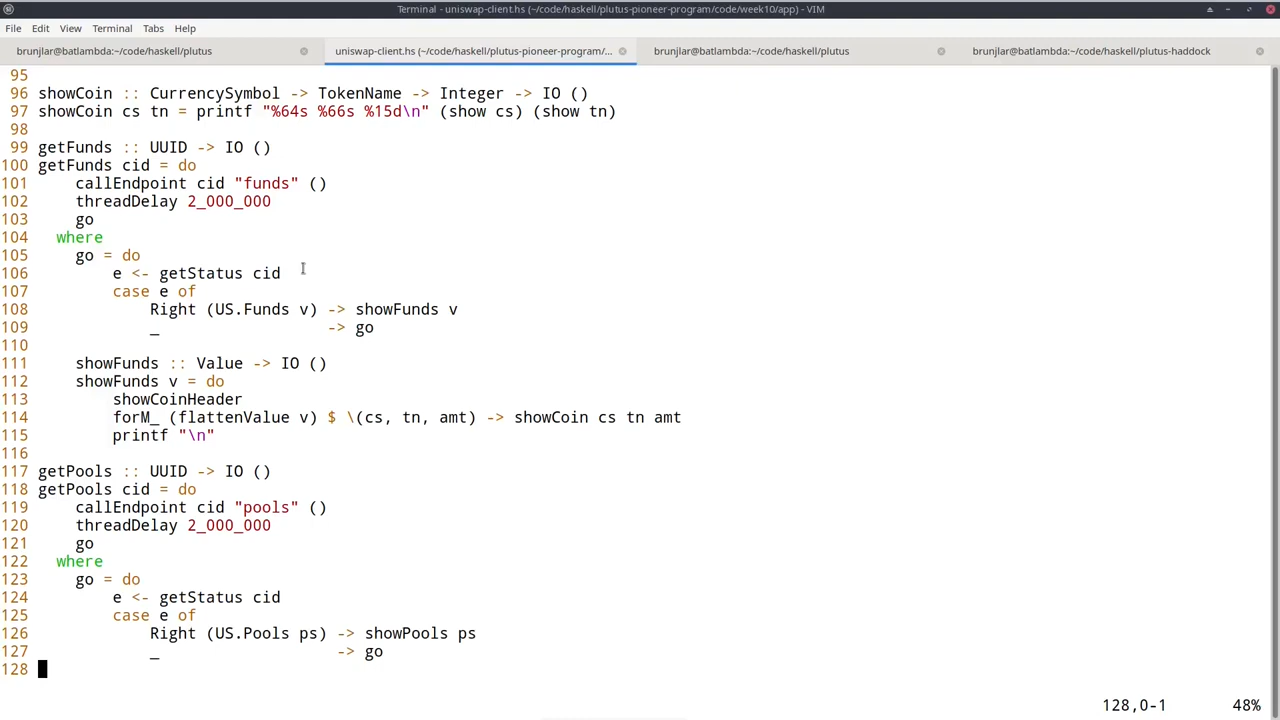 Terminal - uniswap-client.hs (~/code/haskell/plutus-pioneer-program/code/week10/app) - VIM
File Edit View Terminal Tabs Help
brunjlar@batlambda:~/code/haskell/plutus uniswap-client.hs (~/code/haskell/plutus-pioneer-program/... brunjlar@batlambda:~/code/haskell/plutus brunjlar@batlambda:~/code/haskell/plutus-haddock
95
96 showCoin :: CurrencySymbol -> TokenName -> Integer -> IO ()
97 showCoin cs tn = printf "%64s %66s %15d\n" (show cs) (show tn)
98
99 getFunds :: UUID -> IO ()
100 getFunds cid = do
101     callEndpoint cid "funds" ()
102     threadDelay 2_000_000
103     go
104   where
105     go = do
106         e <- getStatus cid
107         case e of
108             Right (US.Funds v) -> showFunds v
109             _                  -> go
110
111     showFunds :: Value -> IO ()
112     showFunds v = do
113         showCoinHeader
114         forM_ (flattenValue v) $ \(cs, tn, amt) -> showCoin cs tn amt
115         printf "\n"
116
117 getPools :: UUID -> IO ()
118 getPools cid = do
119     callEndpoint cid "pools" ()
120     threadDelay 2_000_000
121     go
122   where
123     go = do
124         e <- getStatus cid
125         case e of
126             Right (US.Pools ps) -> showPools ps
127             _                   -> go
128
128,0-1 48%